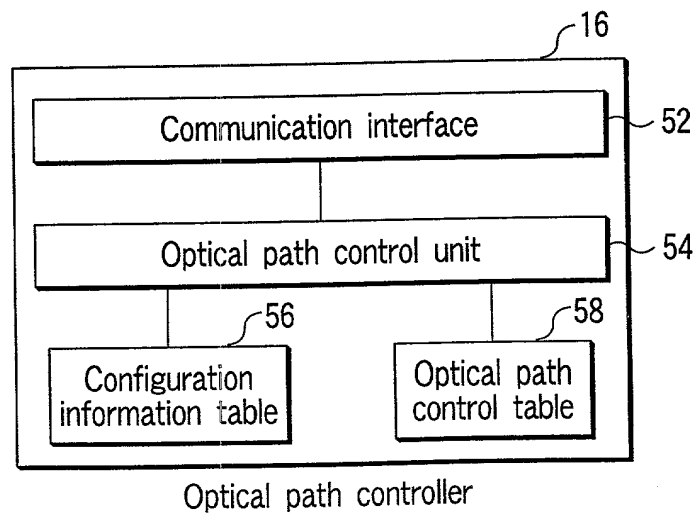 16
Communication interface
52
Optical path control unit
54
56
58
Configuration
information table
Optical path
control table
Optical path controller